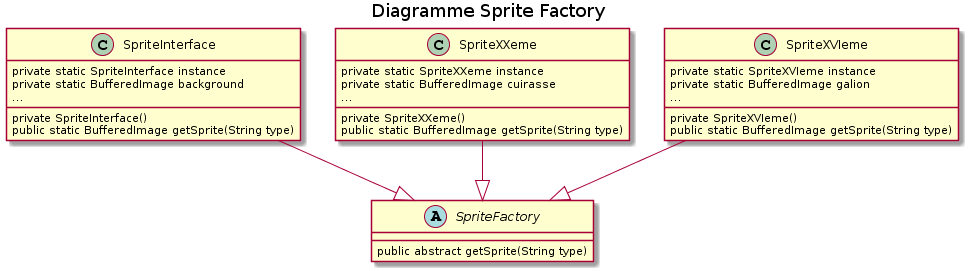 Diagramme Sprite Factory
C SpriteInterface
private static SpriteInterface instance
private static BufferedImage background
...
private SpriteInterface()
public static BufferedImage getSprite(String type)
C SpriteXXeme
private static SpriteXXeme instance
private static BufferedImage cuirasse
...
private SpriteXXeme()
public static BufferedImage getSprite(String type)
C SpriteXVIeme
private static SpriteXVIeme instance
private static BufferedImage galion
...
private SpriteXVIeme()
public static BufferedImage getSprite(String type)
A SpriteFactory
public abstract getSprite(String type)